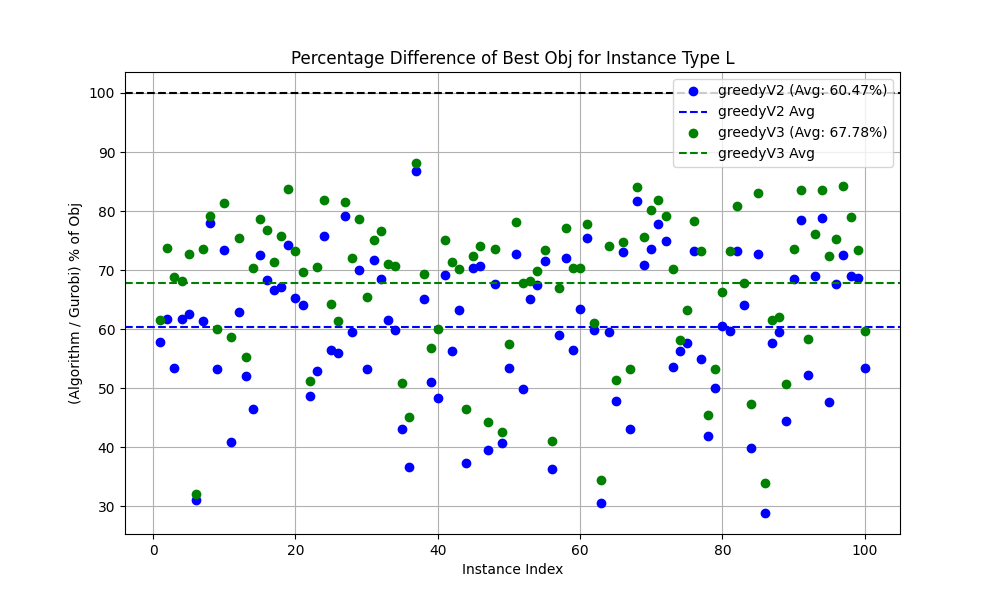 Percentage Difference of Best Obj for Instance Type L
greedyV2 (Avg: 60.47%)
greedyV2 Avg
greedyV3 (Avg: 67.78%)
greedyV3 Avg
(Algorithm / Gurobi) % of Obj
100
90
80
70
60
50
40
30
0 20 40 60 80 100
Instance Index